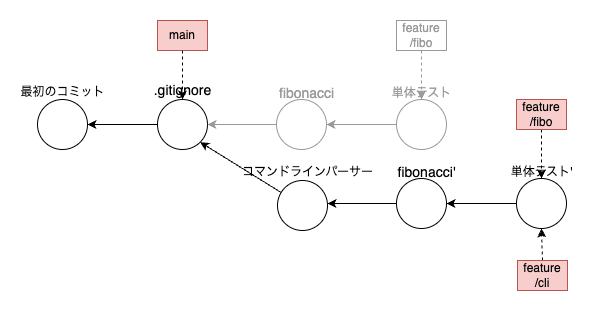 main
feature
/fibo
最初のコミット
.gitignore
fibonacci
単体テスト
feature
/fibo
コマンドラインパーサー
fibonacci'
単体テスト'
feature
/cli